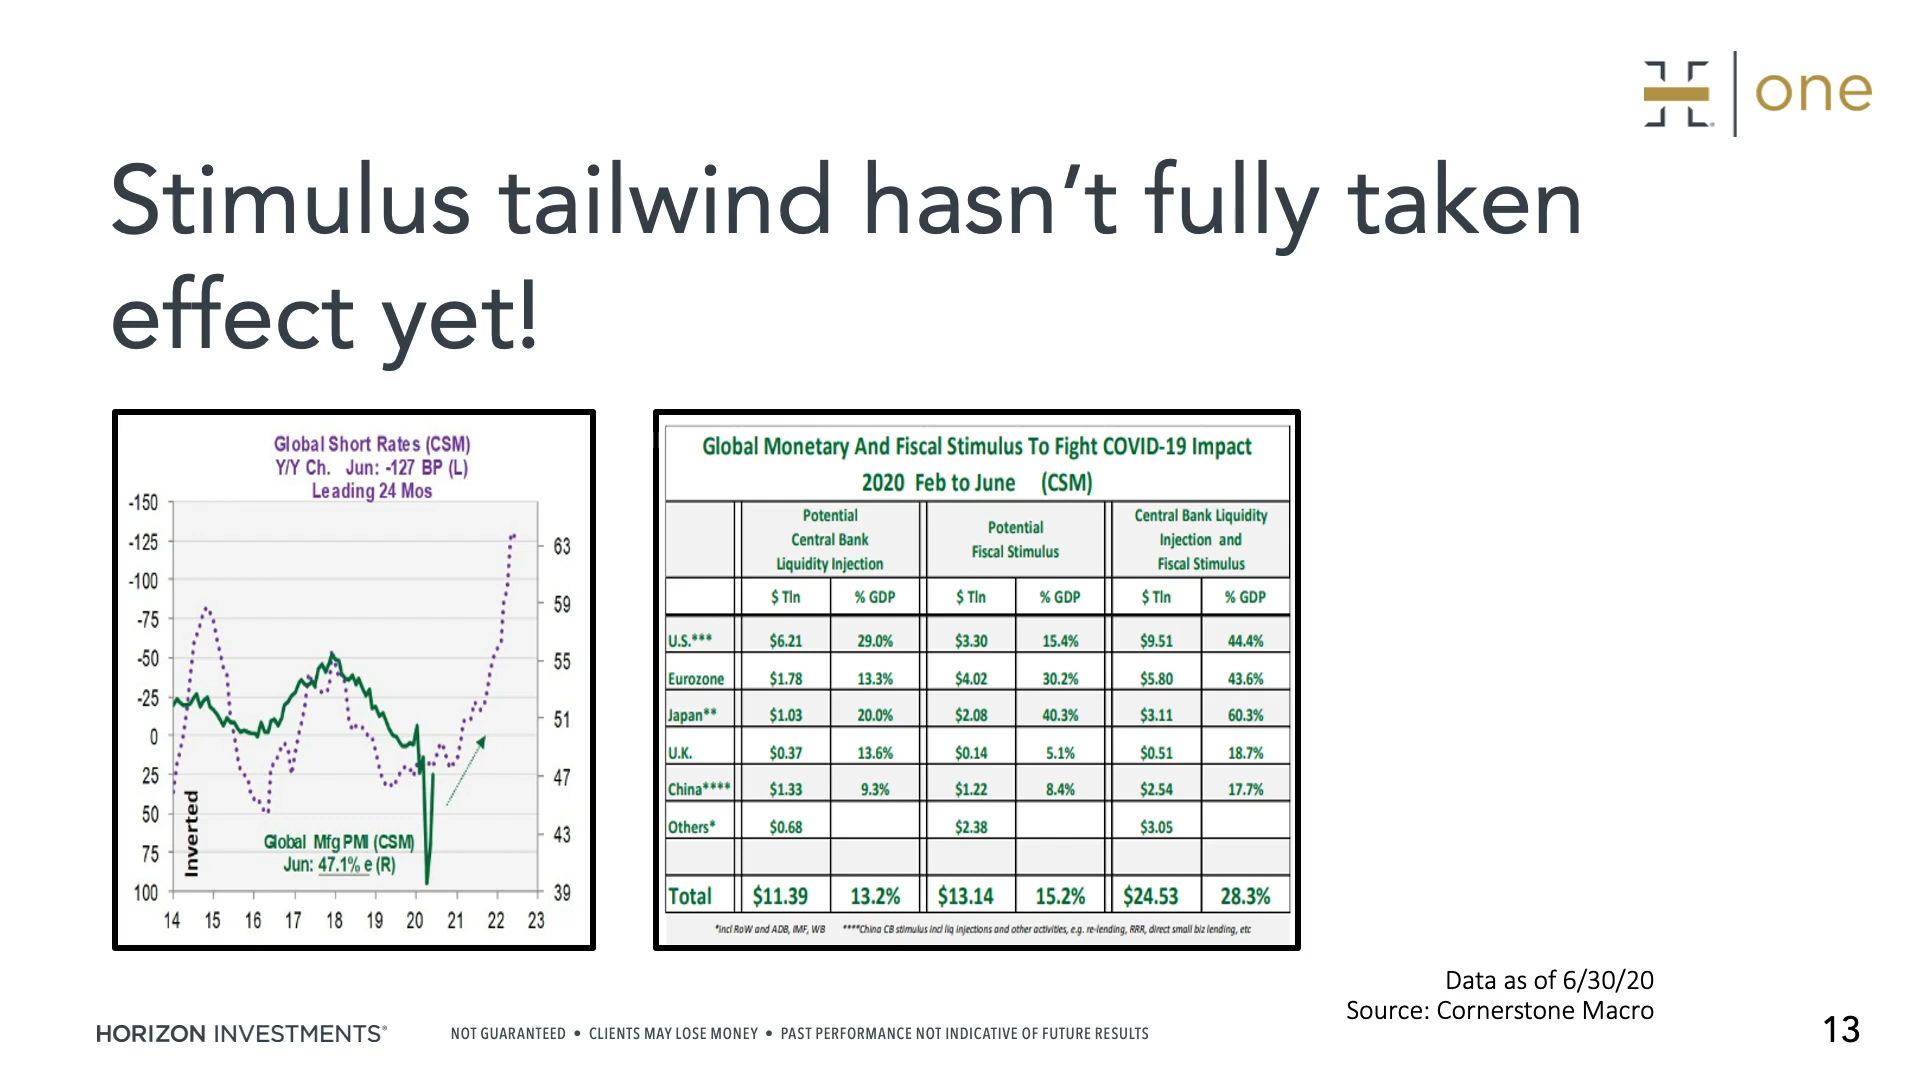 one
Stimulus tailwind hasn't fully taken
effect yet!
Global Short Rates (CSM)
Y/Y Ch. Jun: -127 BP (L)
Leading 24 Mos
-150
-125
-100
-75
-50
-25
0
25
50
75
100
63
59
55
51
47
43
39
Inverted
Global Mfg PMI (CSM)
Jun: 47.1% e (R)
14 15 16 17 18 19 20 21 22 23
Global Monetary And Fiscal Stimulus To Fight COVID-19 Impact
2020 Feb to June (CSM)
Potential
Central Bank
Liquidity Injection
Potential
Fiscal Stimulus
Central Bank Liquidity
Injection and
Fiscal Stimulus
$ Tln % GDP $ Tln % GDP $ Tln % GDP
U.S.*** $6.21 29.0% $3.30 15.4% $9.51 44.4%
Eurozone $1.78 13.3% $4.02 30.2% $5.80 43.6%
Japan** $1.03 20.0% $2.08 40.3% $3.11 60.3%
U.K. $0.37 13.6% $0.14 5.1% $0.51 18.7%
China**** $1.33 9.3% $1.22 8.4% $2.54 17.7%
Others* $0.68 $2.38 $3.05
Total $11.39 13.2% $13.14 15.2% $24.53 28.3%
*incl RoW and ADB, IMF, WB ****China CB stimulus incl liq injections and other activities, e.g. re-lending, RRR, direct small biz lending, etc
Data as of 6/30/20
Source: Cornerstone Macro
HORIZON INVESTMENTS®
NOT GUARANTEED • CLIENTS MAY LOSE MONEY • PAST PERFORMANCE NOT INDICATIVE OF FUTURE RESULTS
13